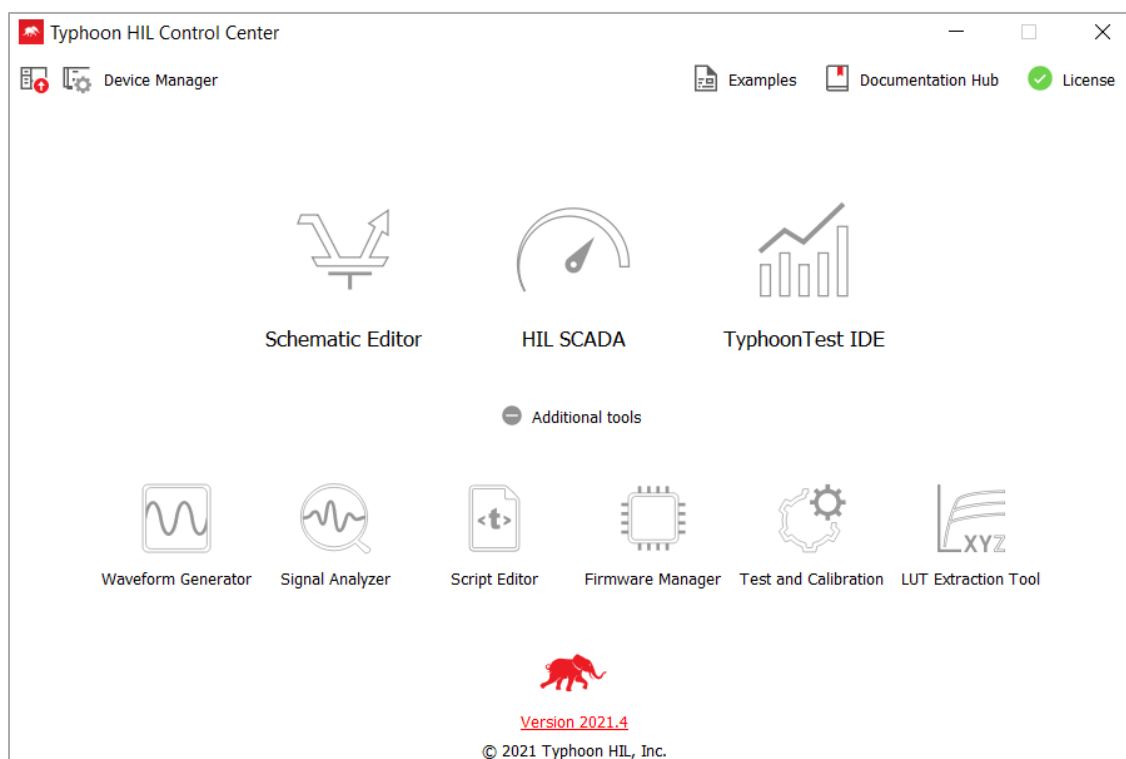 Typhoon HIL Control Center
Device Manager
Examples
Documentation Hub
License
Schematic Editor
HIL SCADA
TyphoonTest IDE
Additional tools
<t>
XYZ
Waveform Generator
Signal Analyzer
Script Editor
Firmware Manager
Test and Calibration
LUT Extraction Tool
Version 2021.4
© 2021 Typhoon HIL, Inc.